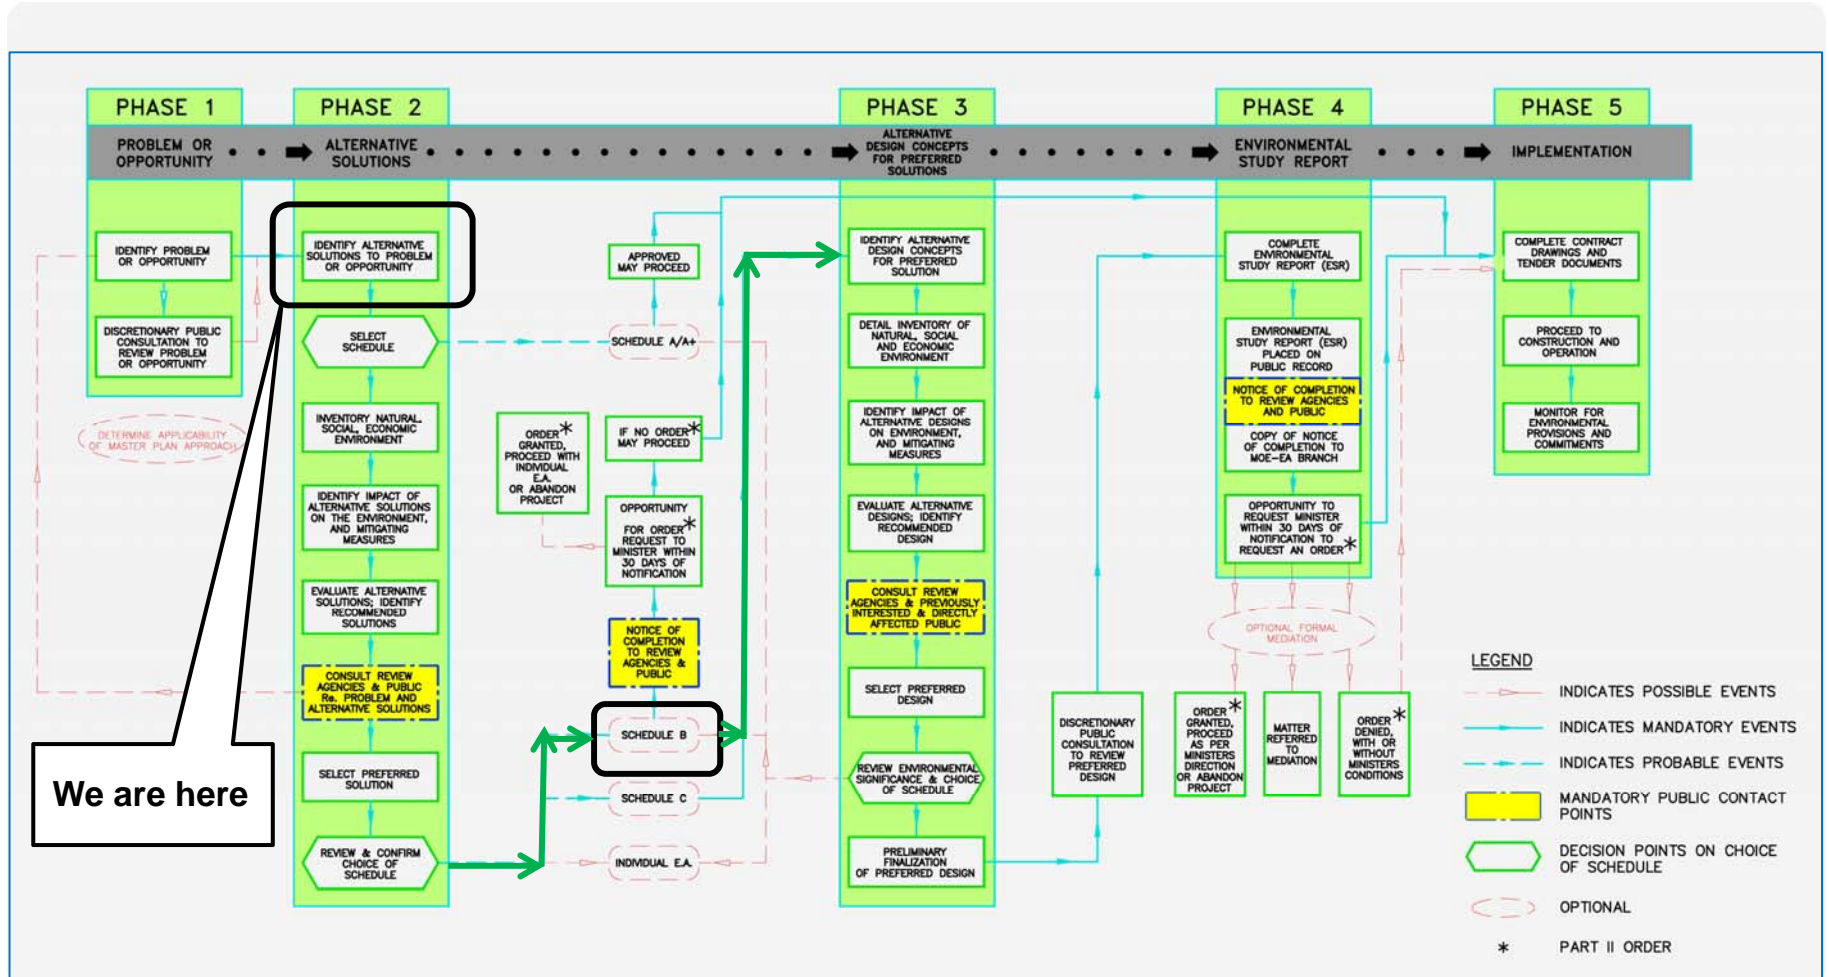 PHASE 1
PROBLEM OR
OPPORTUNITY
IDENTIFY PROBLEM
OR OPPORTUNITY
DISCRETIONARY PUBLIC
CONSULTATION TO
REVIEW PROBLEM
OR OPPORTUNITY
DETERMINE APPLICABILITY
OF MASTER PLAN APPROACH
We are here
PHASE 2
ALTERNATIVE
SOLUTIONS
IDENTIFY ALTERNATIVE
SOLUTIONS TO PROBLEM
OR OPPORTUNITY
SELECT
SCHEDULE
INVENTORY NATURAL,
SOCIAL, ECONOMIC
ENVIRONMENT
IDENTIFY IMPACT OF
ALTERNATIVE SOLUTIONS
ON THE ENVIRONMENT,
AND MITIGATING
MEASURES
EVALUATE ALTERNATIVE
SOLUTIONS; IDENTIFY
RECOMMENDED
SOLUTIONS
CONSULT REVIEW
AGENCIES & PUBLIC
Re. PROBLEM AND
ALTERNATIVE SOLUTIONS
SELECT PREFERRED
SOLUTION
REVIEW & CONFIRM
CHOICE OF
SCHEDULE
APPROVED
MAY PROCEED
SCHEDULE A/A+
ORDER*
GRANTED,
PROCEED WITH
INDIVIDUAL
E.A.
OR ABANDON
PROJECT
IF NO ORDER*
MAY PROCEED
OPPORTUNITY
FOR ORDER*
REQUEST TO
MINISTER WITHIN
30 DAYS OF
NOTIFICATION
NOTICE OF
COMPLETION
TO REVIEW
AGENCIES &
PUBLIC
SCHEDULE B
SCHEDULE C
INDIVIDUAL E.A.
PHASE 3
ALTERNATIVE
DESIGN CONCEPTS
FOR PREFERRED
SOLUTIONS
IDENTIFY ALTERNATIVE
DESIGN CONCEPTS
FOR PREFERRED
SOLUTION
DETAIL INVENTORY OF
NATURAL, SOCIAL
AND ECONOMIC
ENVIRONMENT
IDENTIFY IMPACT OF
ALTERNATIVE DESIGNS
ON ENVIRONMENT,
AND MITIGATING
MEASURES
EVALUATE ALTERNATIVE
DESIGNS; IDENTIFY
RECOMMENDED
DESIGN
CONSULT REVIEW
AGENCIES & PREVIOUSLY
INTERESTED & DIRECTLY
AFFECTED PUBLIC
SELECT PREFERRED
DESIGN
REVIEW ENVIRONMENTAL
SIGNIFICANCE & CHOICE
OF SCHEDULE
PRELIMINARY
FINALIZATION
OF PREFERRED DESIGN
DISCRETIONARY
PUBLIC
CONSULTATION
TO REVIEW
PREFERRED
DESIGN
PHASE 4
ENVIRONMENTAL
STUDY REPORT
COMPLETE
ENVIRONMENTAL
STUDY REPORT (ESR)
ENVIRONMENTAL
STUDY REPORT (ESR)
PLACED ON
PUBLIC RECORD
NOTICE OF COMPLETION
TO REVIEW AGENCIES
AND PUBLIC
COPY OF NOTICE
OF COMPLETION TO
MOE-EA BRANCH
OPPORTUNITY TO
REQUEST MINISTER
WITHIN 30 DAYS OF
NOTIFICATION TO
REQUEST AN ORDER*
OPTIONAL FORMAL
MEDIATION
ORDER*
GRANTED,
PROCEED
AS PER
MINISTERS
DIRECTION
OR ABANDON
PROJECT
MATTER
REFERRED
TO
MEDIATION
ORDER*
DENIED,
WITH OR
WITHOUT
MINISTERS
CONDITIONS
PHASE 5
IMPLEMENTATION
COMPLETE CONTRACT
DRAWINGS AND
TENDER DOCUMENTS
PROCEED TO
CONSTRUCTION AND
OPERATION
MONITOR FOR
ENVIRONMENTAL
PROVISIONS AND
COMMITMENTS
LEGEND
INDICATES POSSIBLE EVENTS
INDICATES MANDATORY EVENTS
INDICATES PROBABLE EVENTS
MANDATORY PUBLIC CONTACT
POINTS
DECISION POINTS ON CHOICE
OF SCHEDULE
OPTIONAL
* PART II ORDER